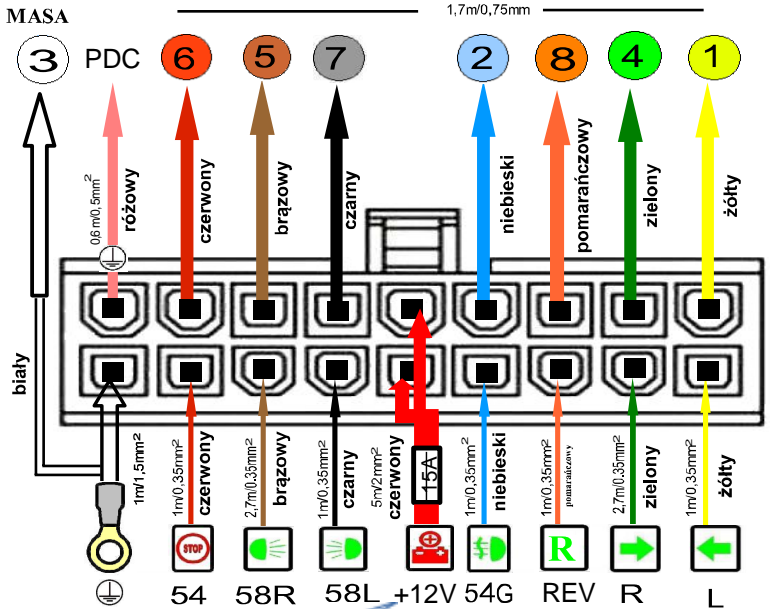 MASA
1,7m/0,75mm
3 PDC 6 5 7 2 8 4 1
0,6 m/0,5mm²
różowy
czerwony
brązowy
czarny
niebieski
pomarańczowy
zielony
żółty
biały
1m/1,5mm²
1m/0,35mm²
czerwony
2,7m/0.35mm²
brązowy
1m/0,35mm²
czarny
5m/2mm²
czerwony
15A
1m/0,35mm²
niebieski
1m/0,35mm²
pomarańczowy
2,7m/0.35mm²
zielony
1m/0,35mm²
żółty
STOP
R
54 58R 58L +12V 54G REV R L